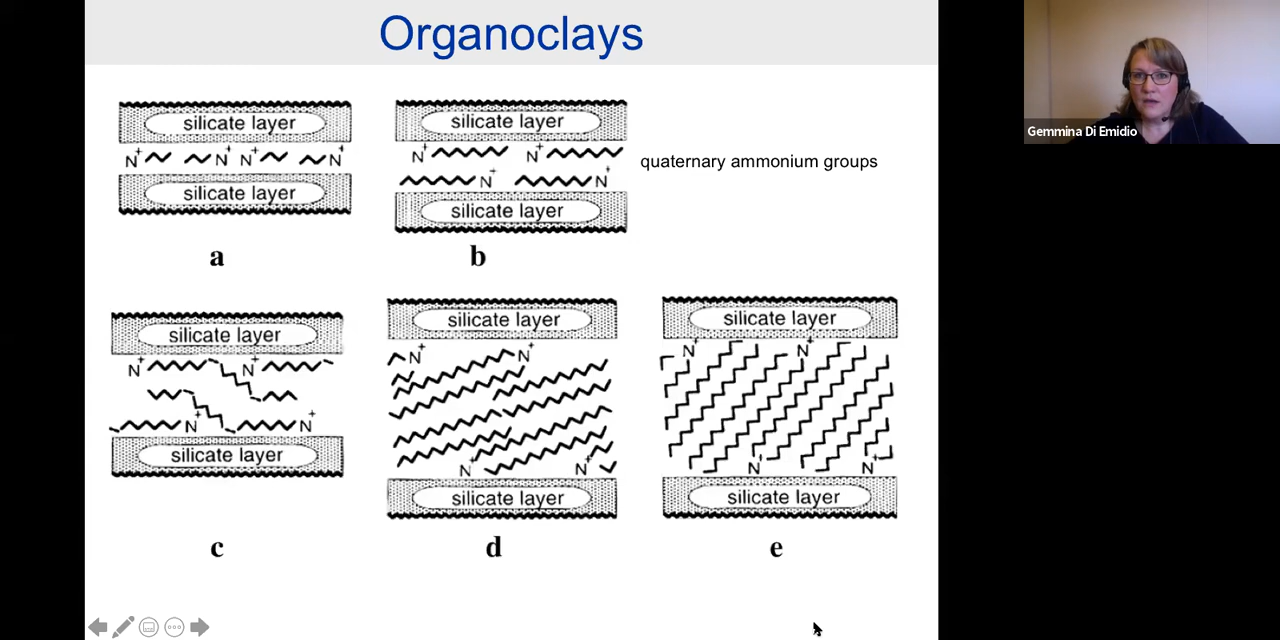 Organoclays
Gemmina Di Emidio
silicate layer
N+ N+ N+ N+
silicate layer
a
silicate layer
N+ N+
N+ N+
silicate layer
b
quaternary ammonium groups
silicate layer
N+ N+
N+ N+
silicate layer
c
silicate layer
N+ N+
N+ N+
silicate layer
d
silicate layer
N+ N+
N+ N+
silicate layer
e